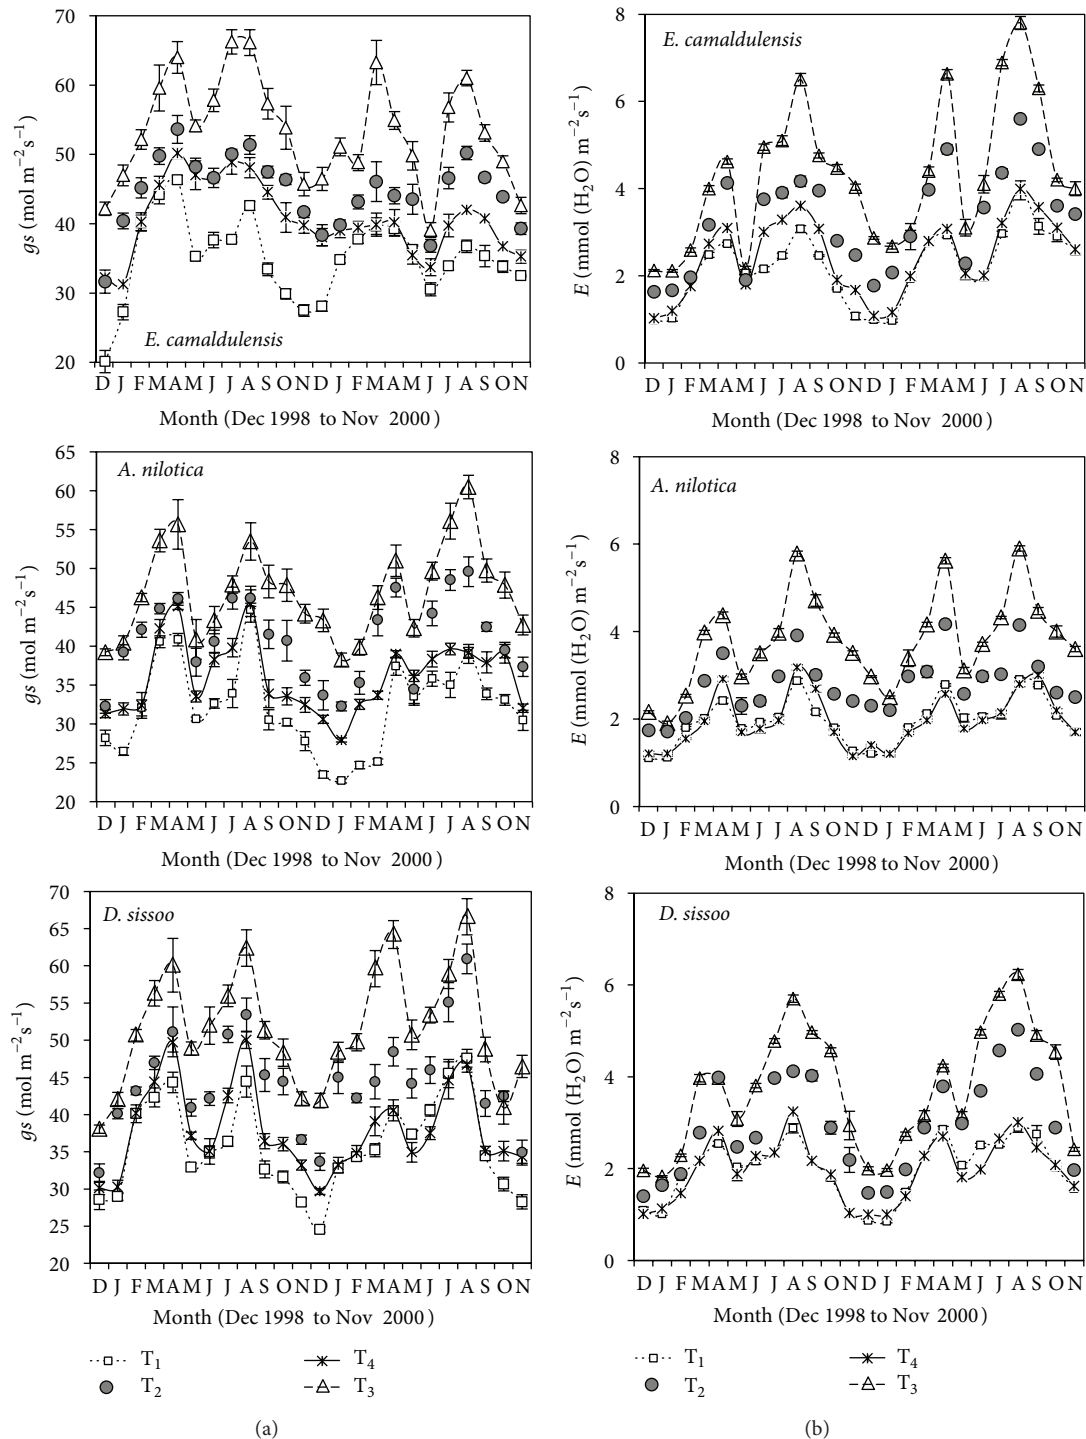 70
60
50
40
30
20
gs (mol m−2 s−1)
E. camaldulensis
D J F M A M J J A S O N D J F M A M J J A S O N
Month (Dec 1998 to Nov 2000)
8
6
4
2
0
E (mmol (H2O) m−2 s−1)
E. camaldulensis
D J F M A M J J A S O N D J F M A M J J A S O N
Month (Dec 1998 to Nov 2000)
65
60
55
50
45
40
35
30
25
20
gs (mol m−2 s−1)
A. nilotica
D J F M A M J J A S O N D J F M A M J J A S O N
Month (Dec 1998 to Nov 2000)
8
6
4
2
0
E (mmol (H2O) m−2 s−1)
A. nilotica
D J F M A M J J A S O N D J F M A M J J A S O N
Month (Dec 1998 to Nov 2000)
70
65
60
55
50
45
40
35
30
25
20
gs (mol m−2 s−1)
D. sissoo
D J F M A M J J A S O N D J F M A M J J A S O N
Month (Dec 1998 to Nov 2000)
8
6
4
2
0
E (mmol (H2O) m−2 s−1)
D. sissoo
D J F M A M J J A S O N D J F M A M J J A S O N
Month (Dec 1998 to Nov 2000)
T1 T4
T2 T3
(a)
T1 T4
T2 T3
(b)